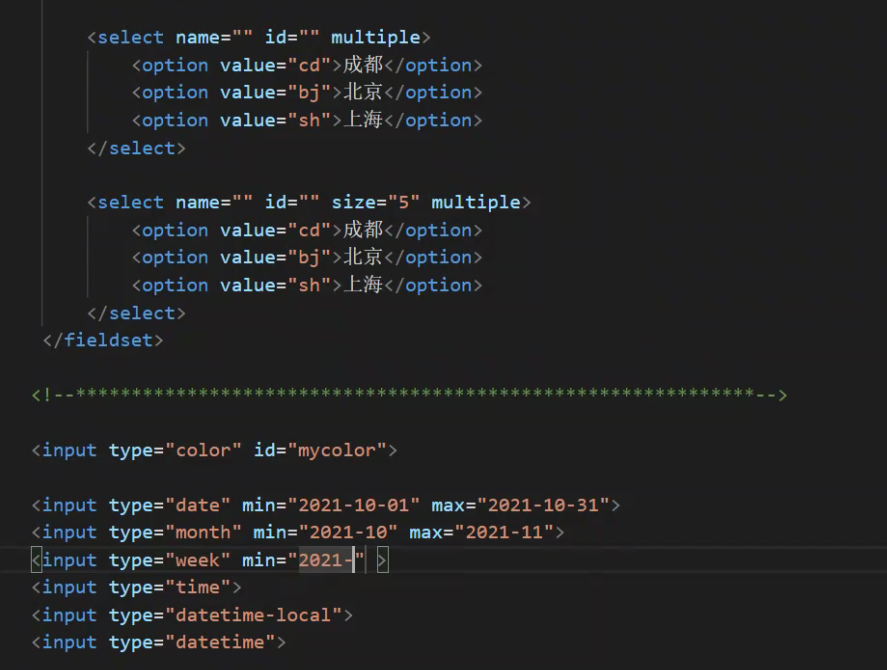 <select name="" id="" multiple>
<option value="cd">成都</option>
<option value="bj">北京</option>
<option value="sh">上海</option>
</select>
<select name="" id="" size="5" multiple>
<option value="cd">成都</option>
<option value="bj">北京</option>
<option value="sh">上海</option>
</select>
</fieldset>
<!--*************************************************************-->
<input type="color" id="mycolor">
<input type="date" min="2021-10-01" max="2021-10-31">
<input type="month" min="2021-10" max="2021-11">
<input type="week" min="2021-" >
<input type="time">
<input type="datetime-local">
<input type="datetime">